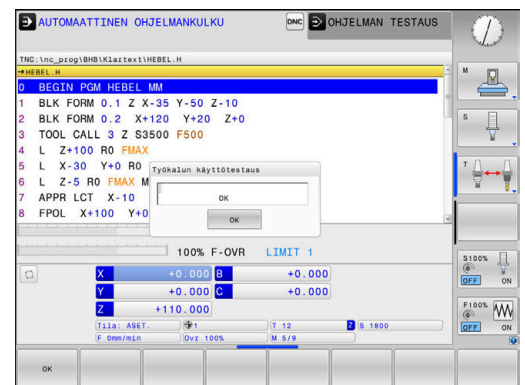 AUTOMAATTINEN OHJELMANKULKU
DNC
OHJELMAN TESTAUS
TNC:\nc_prog\BHB\Klartext\HEBEL.H
→HEBEL.H
0 BEGIN PGM HEBEL MM
1 BLK FORM 0.1 Z X-35 Y-50 Z-10
2 BLK FORM 0.2 X+120 Y+20 Z+0
3 TOOL CALL 3 Z S3500 F500
4 L Z+100 R0 FMAX
5 L X-30 Y+0 R0
6 L Z-5 R0 FMAX M
7 APPR LCT X-10
8 FPOL X+100 Y+0
Työkalun käyttötestaus
OK
OK
100% F-OVR LIMIT 1
X +0.000 B +0.000
Y +0.000 C +0.000
Z +110.000
Tila: ASET. 1 T 12 Z S 1800
F 0mm/min Ovr 100% M 5/9
M
S
T
S100%
OFF ON
F100%
OFF ON
OK